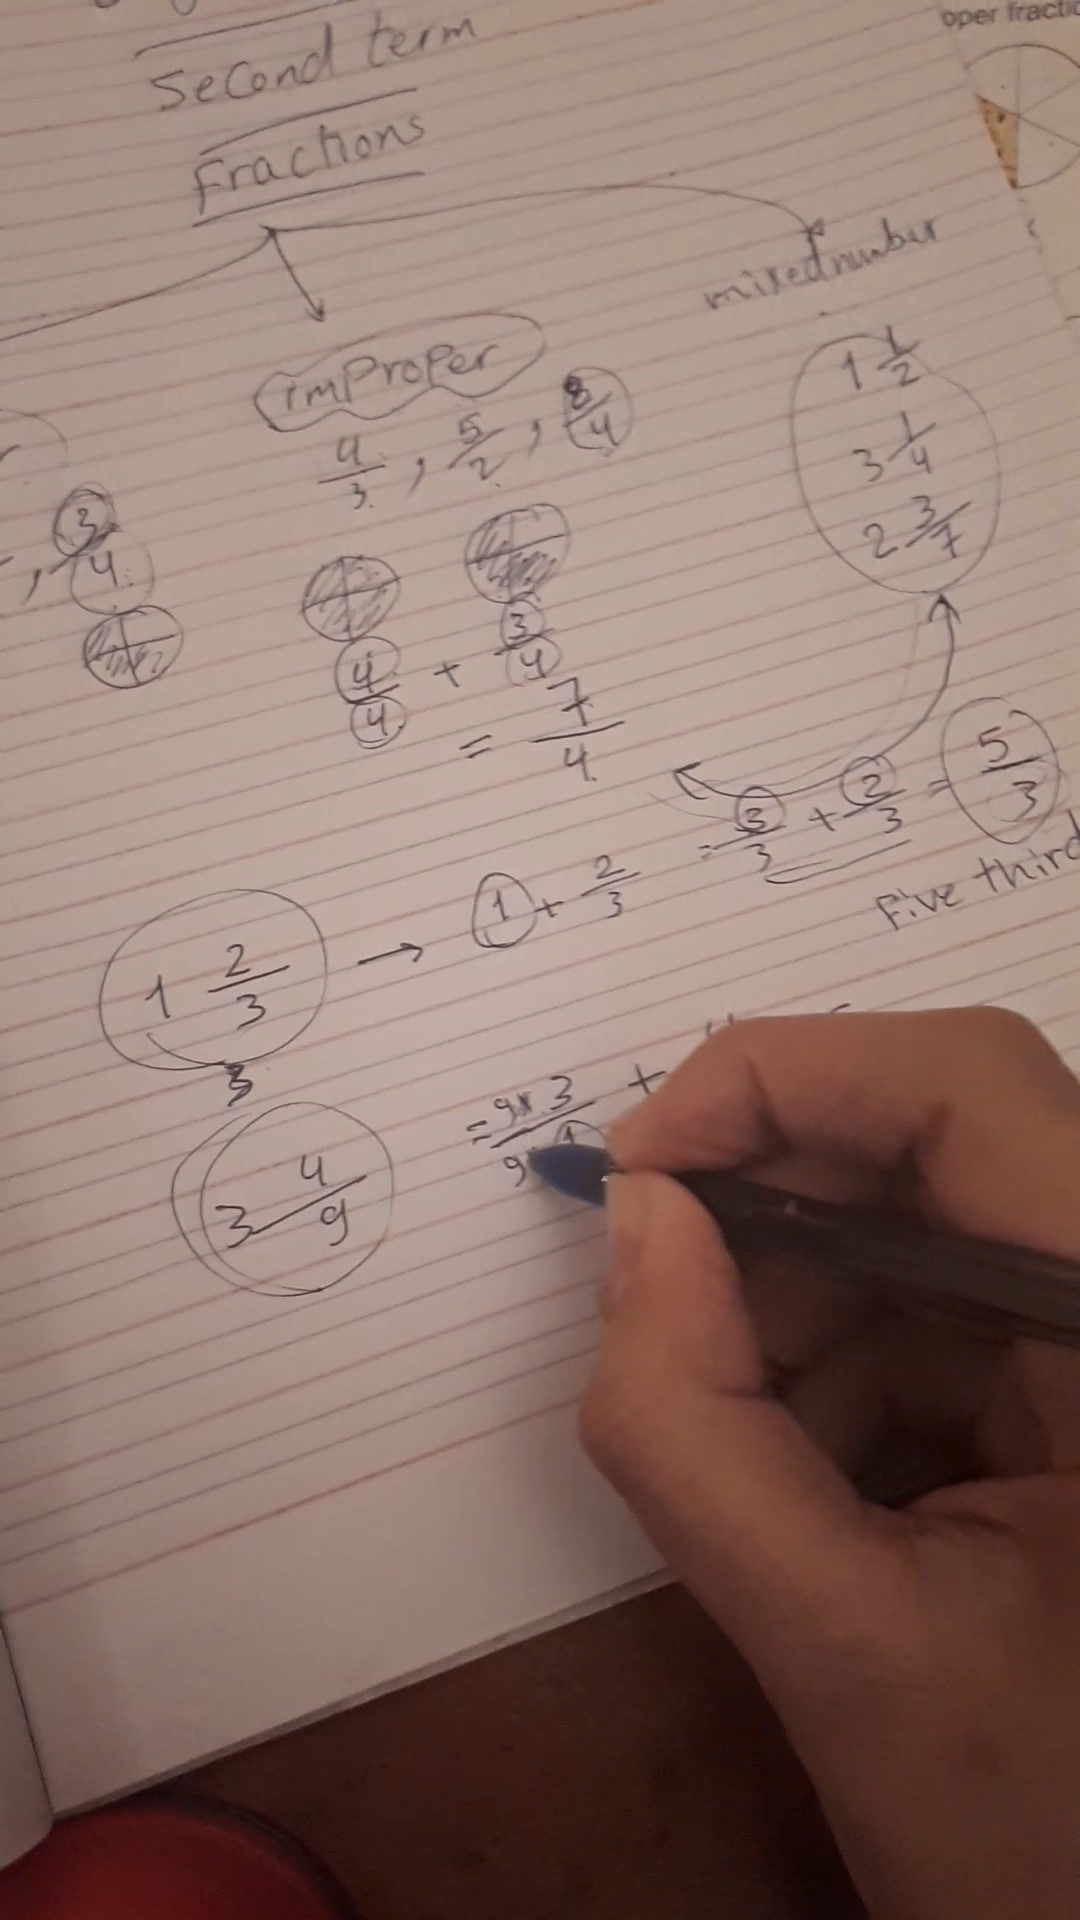 Second term
oper fractio
Fractions
mixed number
improper
4/3 , 5/2 , 8/4
1 1/2
3 1/4
2 3/7
, 3/4
4/4 + 3/4
= 7/4
= 3/3 + 2/3 = 5/3
Five third
1 2/3 → 1 + 2/3
3
3 4/9
= 9x3/9x1 +